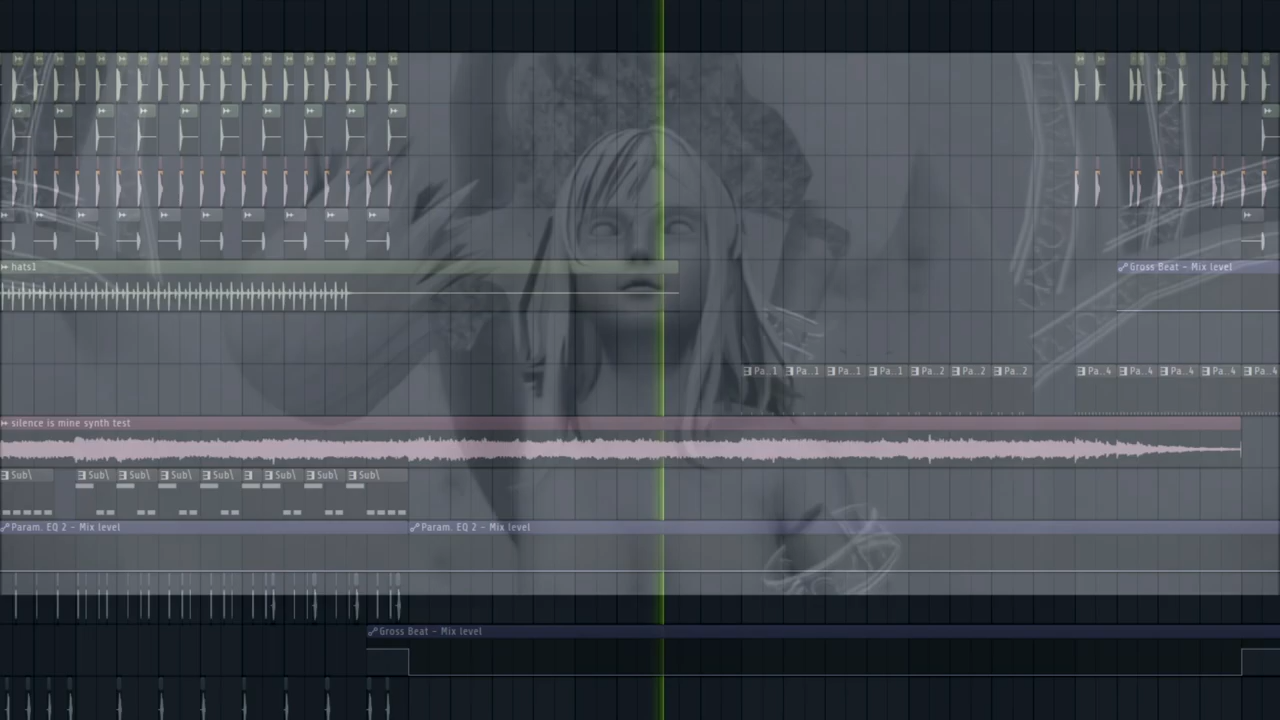 hats1
Gross Beat - Mix level
Pa..1 Pa..1 Pa..1 Pa..1 Pa..2 Pa..2 Pa..2 Pa..4 Pa..4 Pa..4 Pa..4 Pa..4
silence is mine synth test
Sub\ Sub\ Sub\ Sub\ Sub\ Sub\ Sub\ Sub\
Param. EQ 2 - Mix level Param. EQ 2 - Mix level
Gross Beat - Mix level